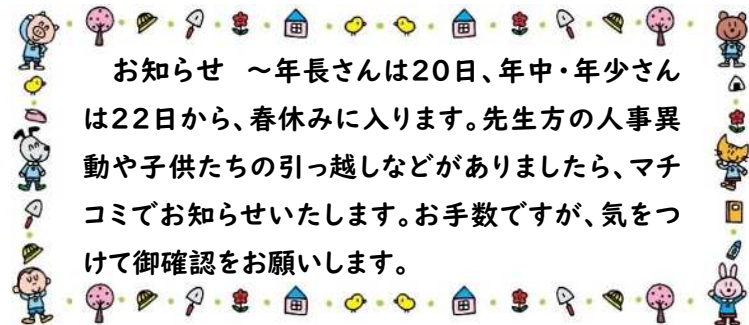 お知らせ　～年長さんは20日、年中・年少さん
は22日から、春休みに入ります。先生方の人事異
動や子供たちの引っ越しなどがありましたら、マチ
コミでお知らせいたします。お手数ですが、気をつ
けて御確認をお願いします。